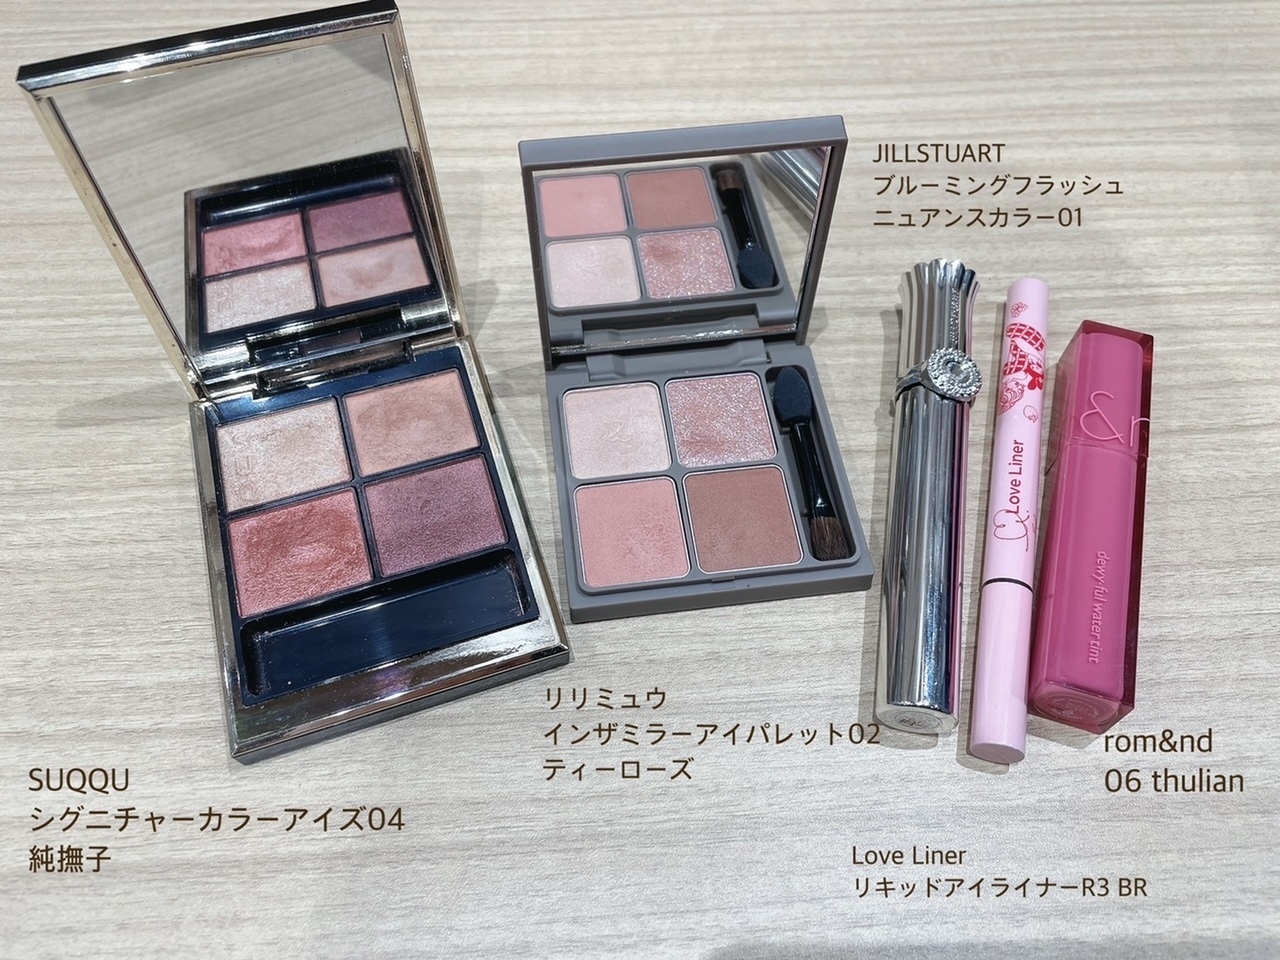 JILLSTUART
ブルーミングフラッシュ
ニュアンスカラー01
&r
Love Liner
dewy·ful water tint
リリミュウ
インザミラーアイパレット02
ティーローズ
rom&nd
06 thulian
SUQQU
シグニチャーカラーアイズ04
純撫子
Love Liner
リキッドアイライナーR3 BR